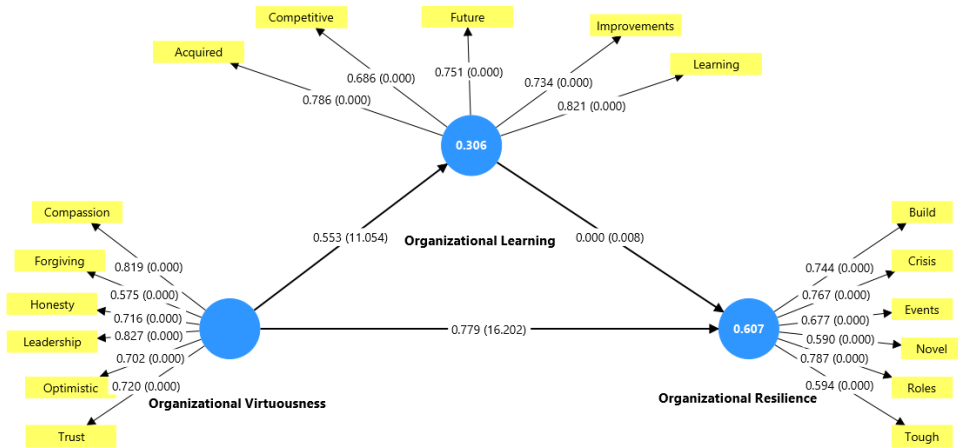 Competitive
Future
Improvements
Acquired
Learning
0.686 (0.000)
0.751 (0.000)
0.734 (0.000)
0.786 (0.000)
0.821 (0.000)
0.306
Compassion
Build
0.553 (11.054)
Organizational Learning
0.000 (0.008)
Forgiving
0.819 (0.000)
0.744 (0.000)
Crisis
0.575 (0.000)
0.767 (0.000)
Honesty
0.716 (0.000)
0.677 (0.000)
Events
Leadership
0.827 (0.000)
0.779 (16.202)
0.607
0.590 (0.000)
Novel
0.702 (0.000)
0.787 (0.000)
Optimistic
0.720 (0.000)
0.594 (0.000)
Roles
Organizational Virtuousness
Organizational Resilience
Trust
Tough